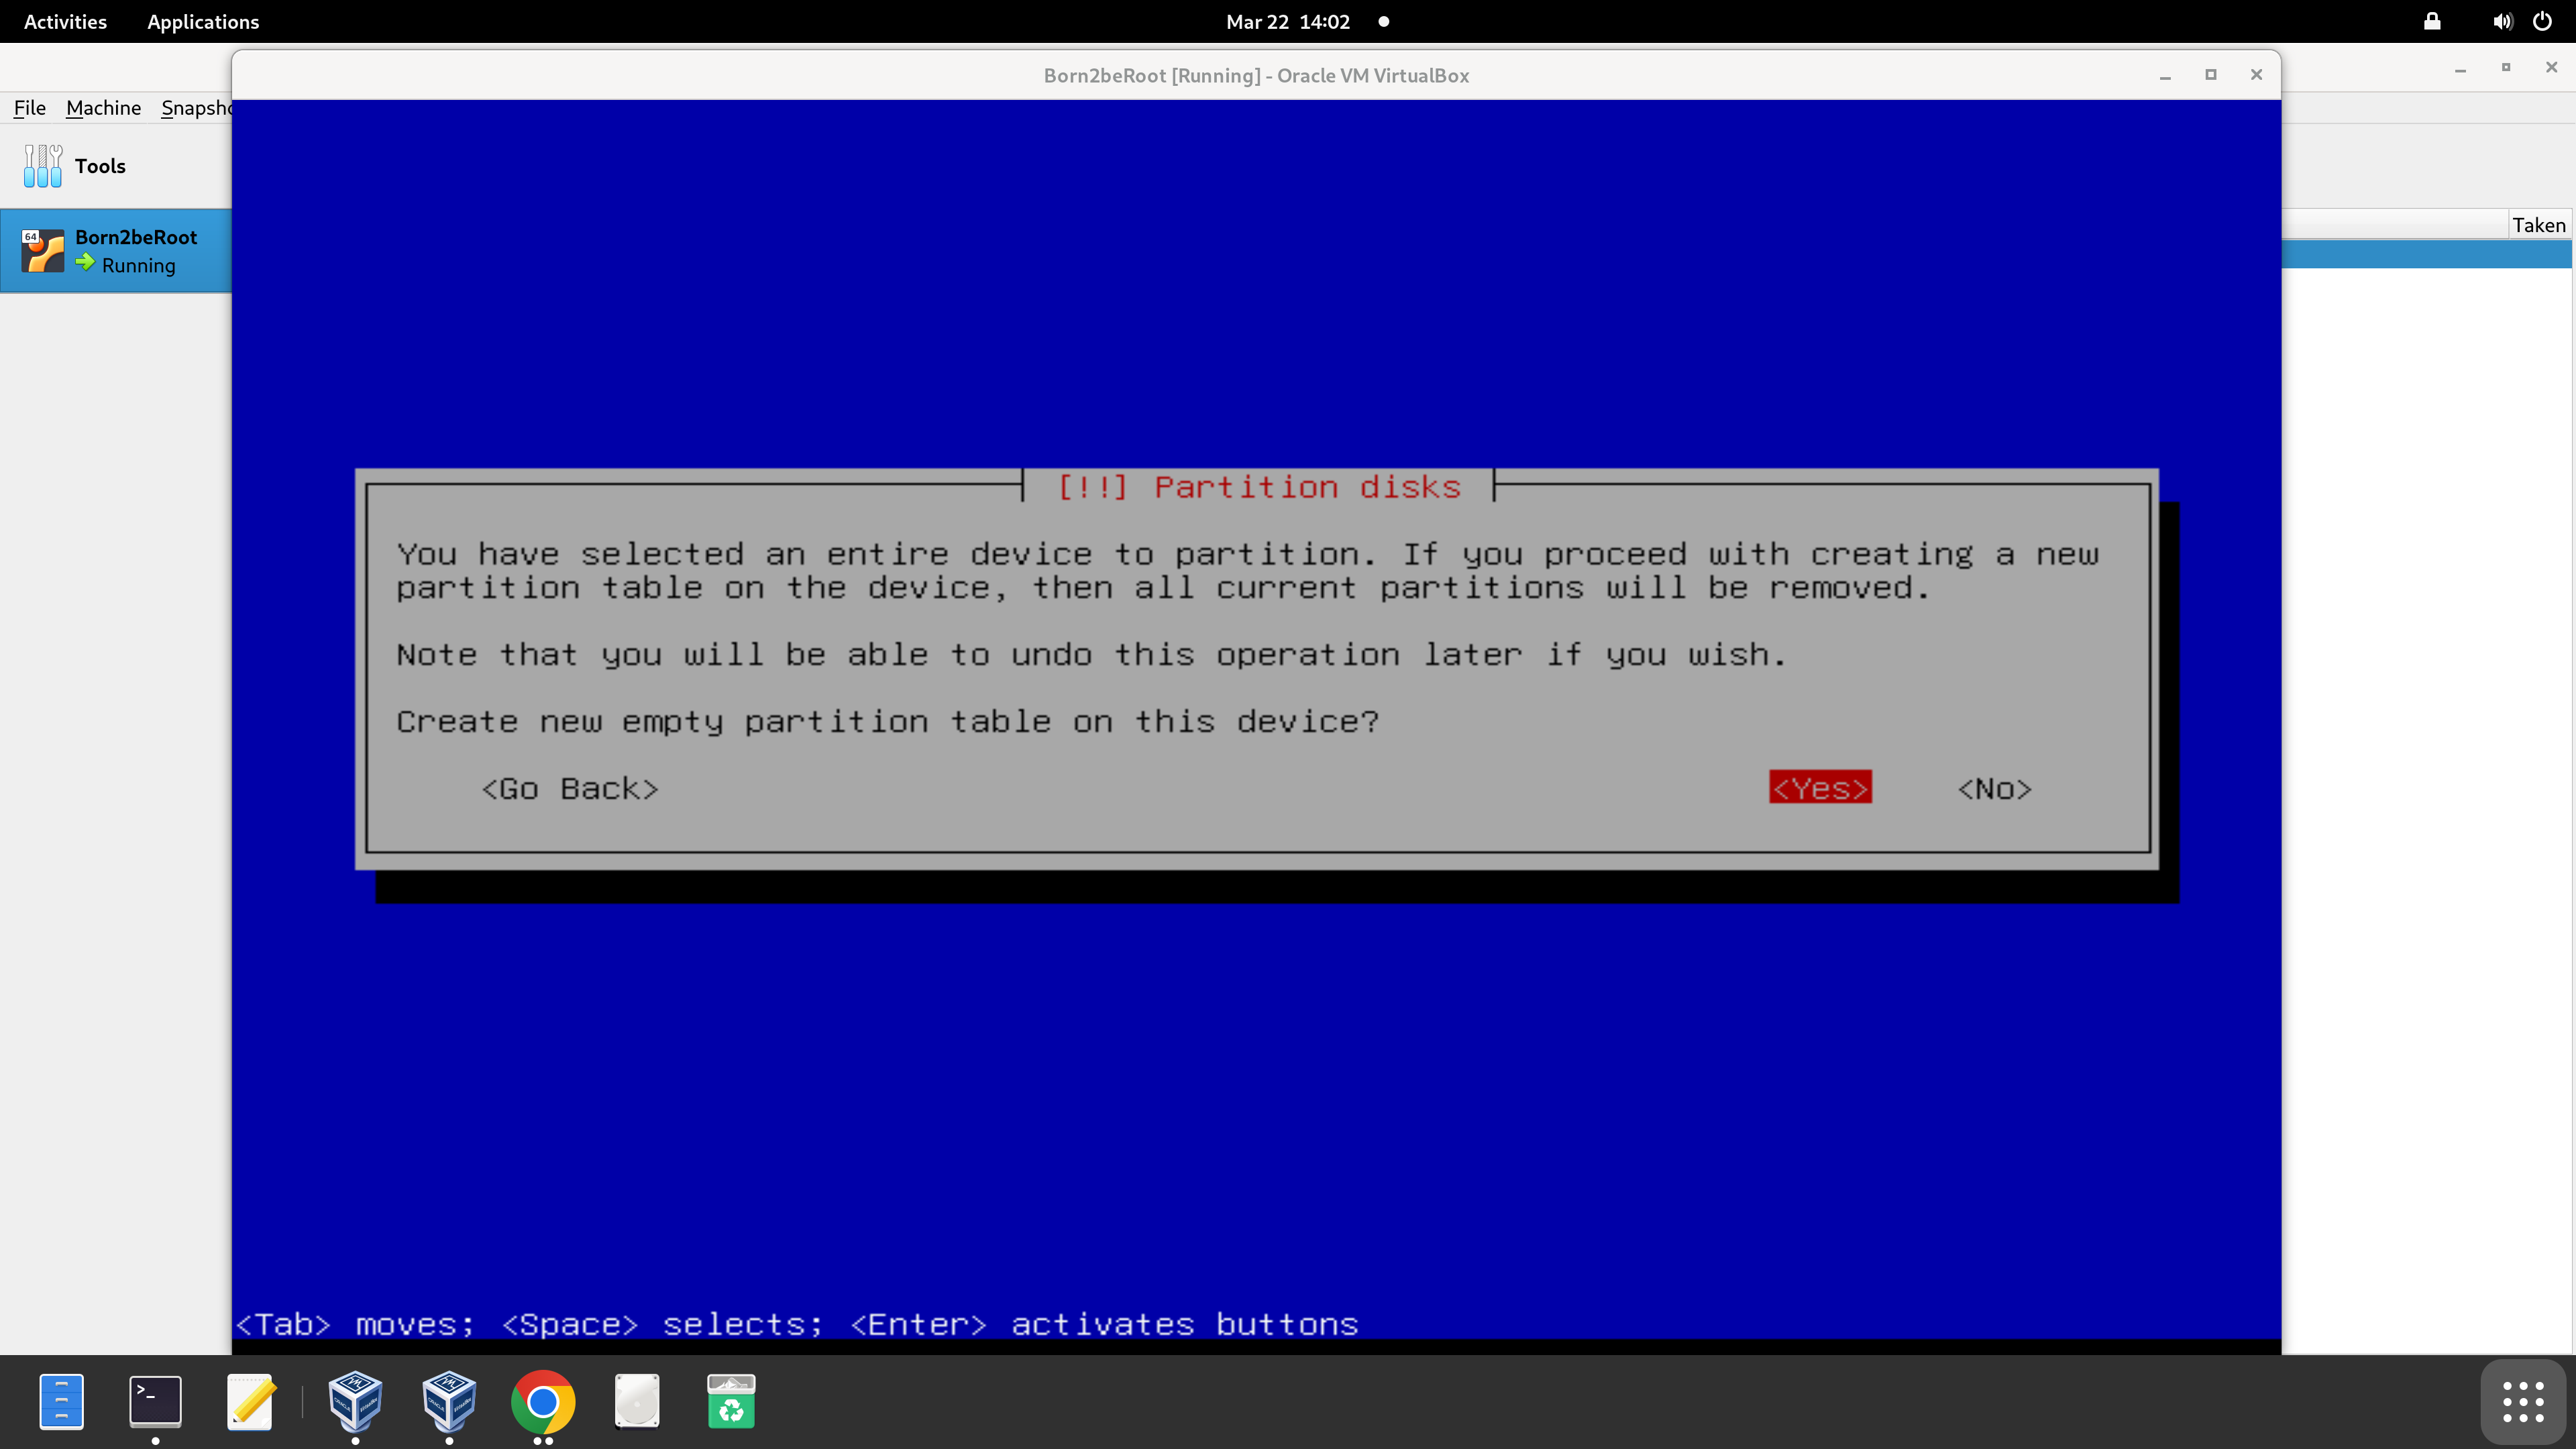 Activities Applications Mar 22 14:02
Born2beRoot [Running] - Oracle VM VirtualBox
File Machine Snapsho
Tools
Taken
64 Born2beRoot
Running
[!!] Partition disks
You have selected an entire device to partition. If you proceed with creating a new
partition table on the device, then all current partitions will be removed.
Note that you will be able to undo this operation later if you wish.
Create new empty partition table on this device?
<Go Back> <Yes> <No>
<Tab> moves; <Space> selects; <Enter> activates buttons